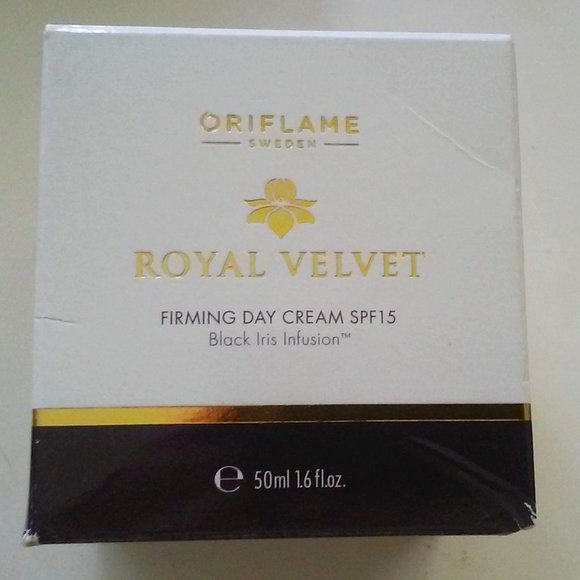 ORIFLAME
SWEDEN
ROYAL VELVET
FIRMING DAY CREAM SPF15
Black Iris Infusion™
℮ 50ml 1.6 fl.oz.